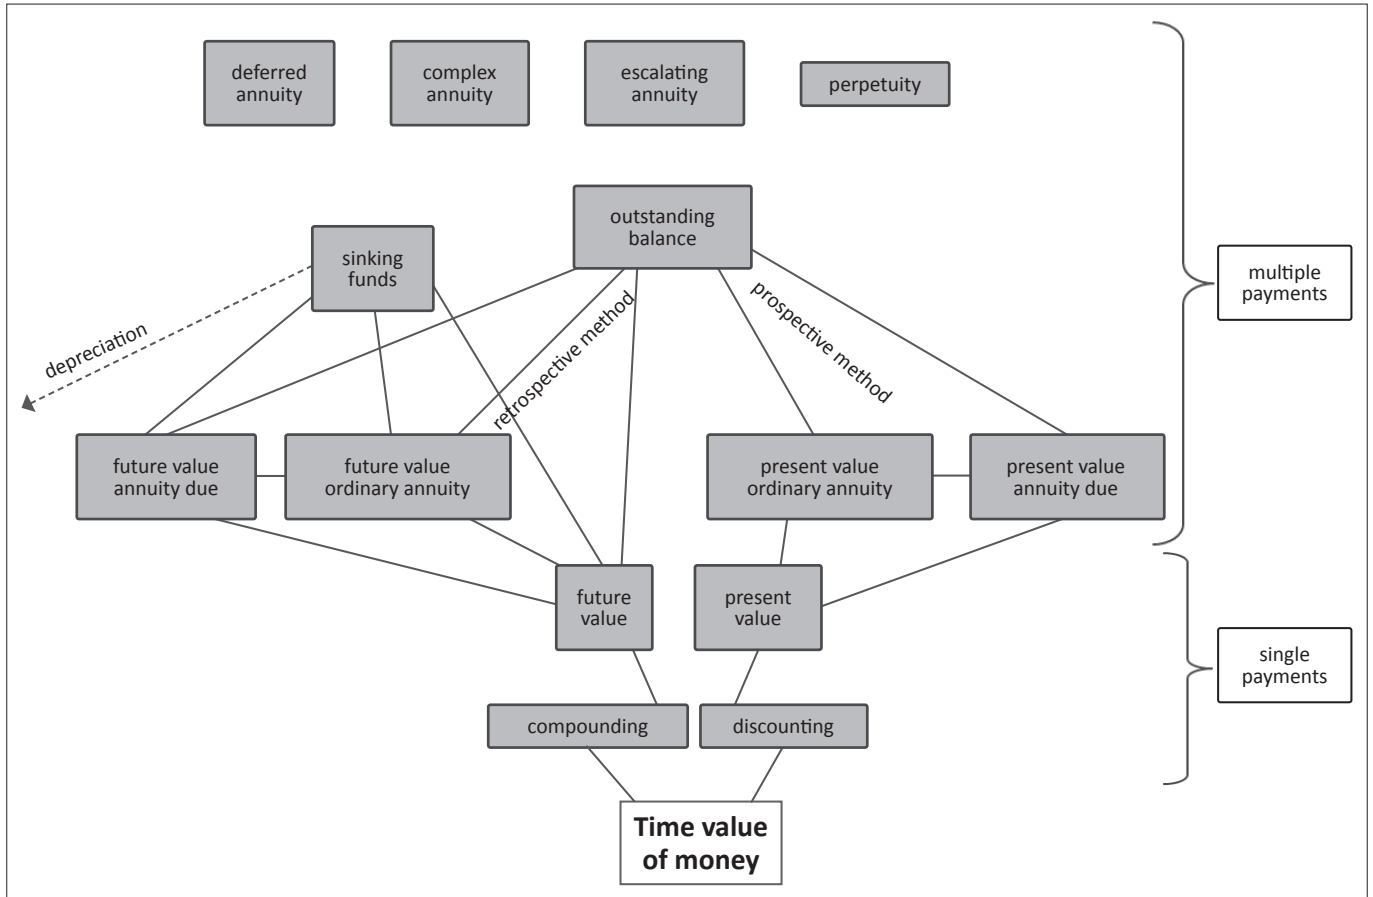 deferred
annuity
complex
annuity
escalating
annuity
perpetuity
outstanding
balance
sinking
funds
multiple
payments
depreciation
retrospective method
prospective method
future value
annuity due
future value
ordinary annuity
present value
ordinary annuity
present value
annuity due
future
value
present
value
single
payments
compounding
discounting
Time value
of money